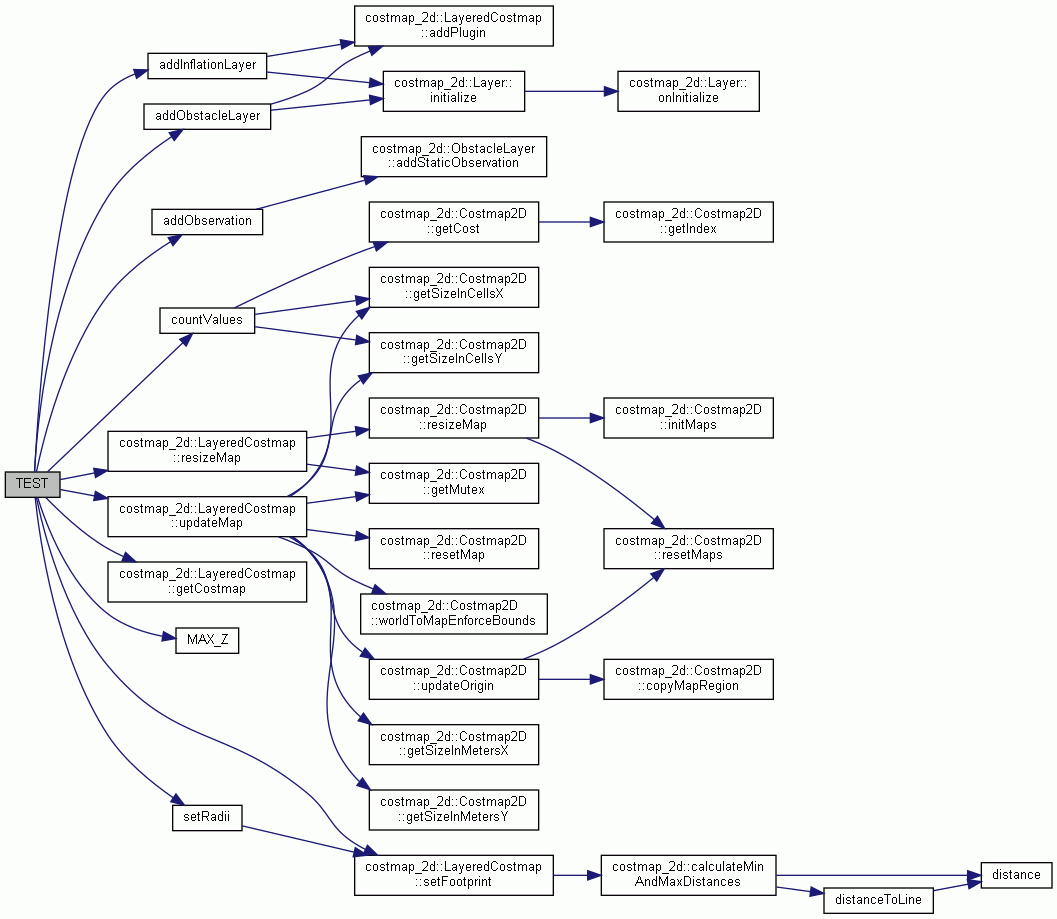 costmap_2d::LayeredCostmap
::addPlugin
addInflationLayer
costmap_2d::Layer::
initialize
costmap_2d::Layer::
onInitialize
addObstacleLayer
costmap_2d::ObstacleLayer
::addStaticObservation
addObservation
costmap_2d::Costmap2D
::getCost
costmap_2d::Costmap2D
::getIndex
costmap_2d::Costmap2D
::getSizeInCellsX
countValues
costmap_2d::Costmap2D
::getSizeInCellsY
costmap_2d::Costmap2D
::resizeMap
costmap_2d::Costmap2D
::initMaps
costmap_2d::LayeredCostmap
::resizeMap
TEST
costmap_2d::Costmap2D
::getMutex
costmap_2d::LayeredCostmap
::updateMap
costmap_2d::Costmap2D
::resetMap
costmap_2d::Costmap2D
::resetMaps
costmap_2d::LayeredCostmap
::getCostmap
costmap_2d::Costmap2D
::worldToMapEnforceBounds
MAX_Z
costmap_2d::Costmap2D
::updateOrigin
costmap_2d::Costmap2D
::copyMapRegion
costmap_2d::Costmap2D
::getSizeInMetersX
costmap_2d::Costmap2D
::getSizeInMetersY
setRadii
costmap_2d::LayeredCostmap
::setFootprint
costmap_2d::calculateMin
AndMaxDistances
distance
distanceToLine